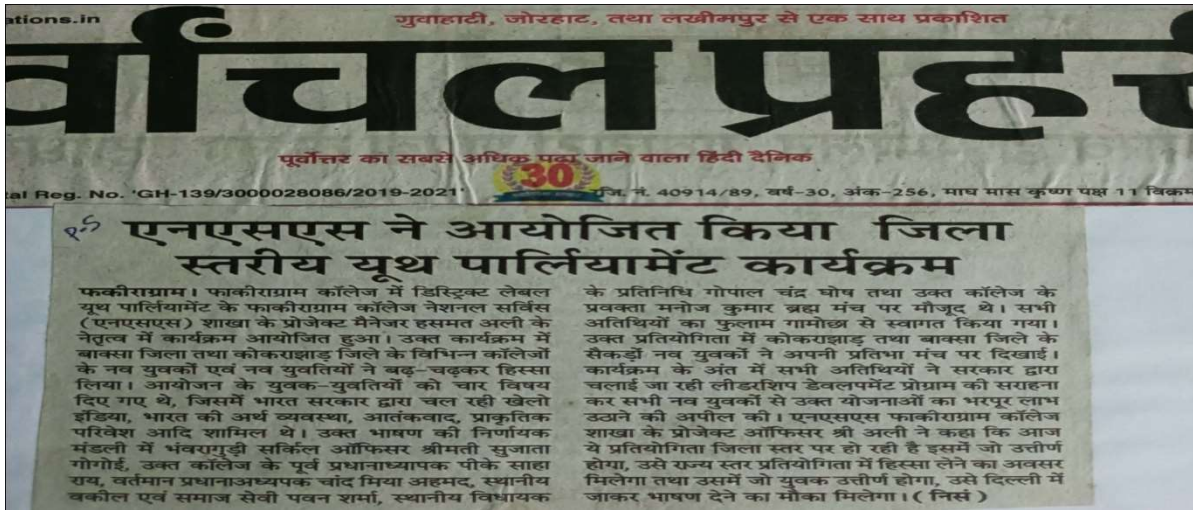 ations.in
गुवाहाटी, जोरहाट, तथा लखीमपुर से एक साथ प्रकाशित
र्वांचल प्रह
पूर्वोत्तर का सबसे अधिक पढ़ा जाने वाला हिंदी दैनिक
tal Reg. No. 'GH-139/3000028086/2019-2021'
30
जि. नं. 40914/89, वर्ष-30, अंक-256, माघ मास कृष्ण पक्ष 11 विक्रम
P-5
एनएसएस ने आयोजित किया जिला
स्तरीय यूथ पार्लियामेंट कार्यक्रम
फकीराग्राम। फाकीराग्राम कॉलेज में डिस्ट्रिक्ट लेबल
यूथ पार्लियामेंट के फाकीराग्राम कॉलेज नेशनल सर्विस
(एनएसएस) शाखा के प्रोजेक्ट मैनेजर हसमत अली के
नेतृत्व में कार्यक्रम आयोजित हुआ। उक्त कार्यक्रम में
बाक्सा जिला तथा कोकराझाड़ जिले के विभिन्न कॉलेजों
के नव युवकों एवं नव युवतियों ने बढ़-चढ़कर हिस्सा
लिया। आयोजन के युवक-युवतियों को चार विषय
दिए गए थे, जिसमें भारत सरकार द्वारा चल रही खेलो
इंडिया, भारत की अर्थ व्यवस्था, आतंकवाद, प्राकृतिक
परिवेश आदि शामिल थे। उक्त भाषण की निर्णायक
मंडली में भंवरागुड़ी सर्किल ऑफिसर श्रीमती सुजाता
गोगोई, उक्त कॉलेज के पूर्व प्रधानाध्यापक पीके साहा
राय, वर्तमान प्रधानाअध्यपक चांद मिया अहमद, स्थानीय
वकील एवं समाज सेवी पवन शर्मा, स्थानीय विधायक
के प्रतिनिधि गोपाल चंद्र घोष तथा उक्त कॉलेज के
प्रवक्ता मनोज कुमार ब्रह्म मंच पर मौजूद थे। सभी
अतिथियों का फुलाम गामोछा से स्वागत किया गया।
उक्त प्रतियोगिता में कोकराझाड़ तथा बाक्सा जिले के
सैकड़ों नव युवकों ने अपनी प्रतिभा मंच पर दिखाई।
कार्यक्रम के अंत में सभी अतिथियों ने सरकार द्वारा
चलाई जा रही लीडरशिप डेवलपमेंट प्रोग्राम की सराहना
कर सभी नव युवकों से उक्त योजनाओं का भरपूर लाभ
उठाने की अपील की। एनएसएस फाकीराग्राम कॉलेज
शाखा के प्रोजेक्ट ऑफिसर श्री अली ने कहा कि आज
ये प्रतियोगिता जिला स्तर पर हो रही है इसमें जो उत्तीर्ण
होगा, उसे राज्य स्तर प्रतियोगिता में हिस्सा लेने का अवसर
मिलेगा तथा उसमें जो युवक उत्तीर्ण होगा, उसे दिल्ली में
जाकर भाषण देने का मौका मिलेगा। ( निसं )